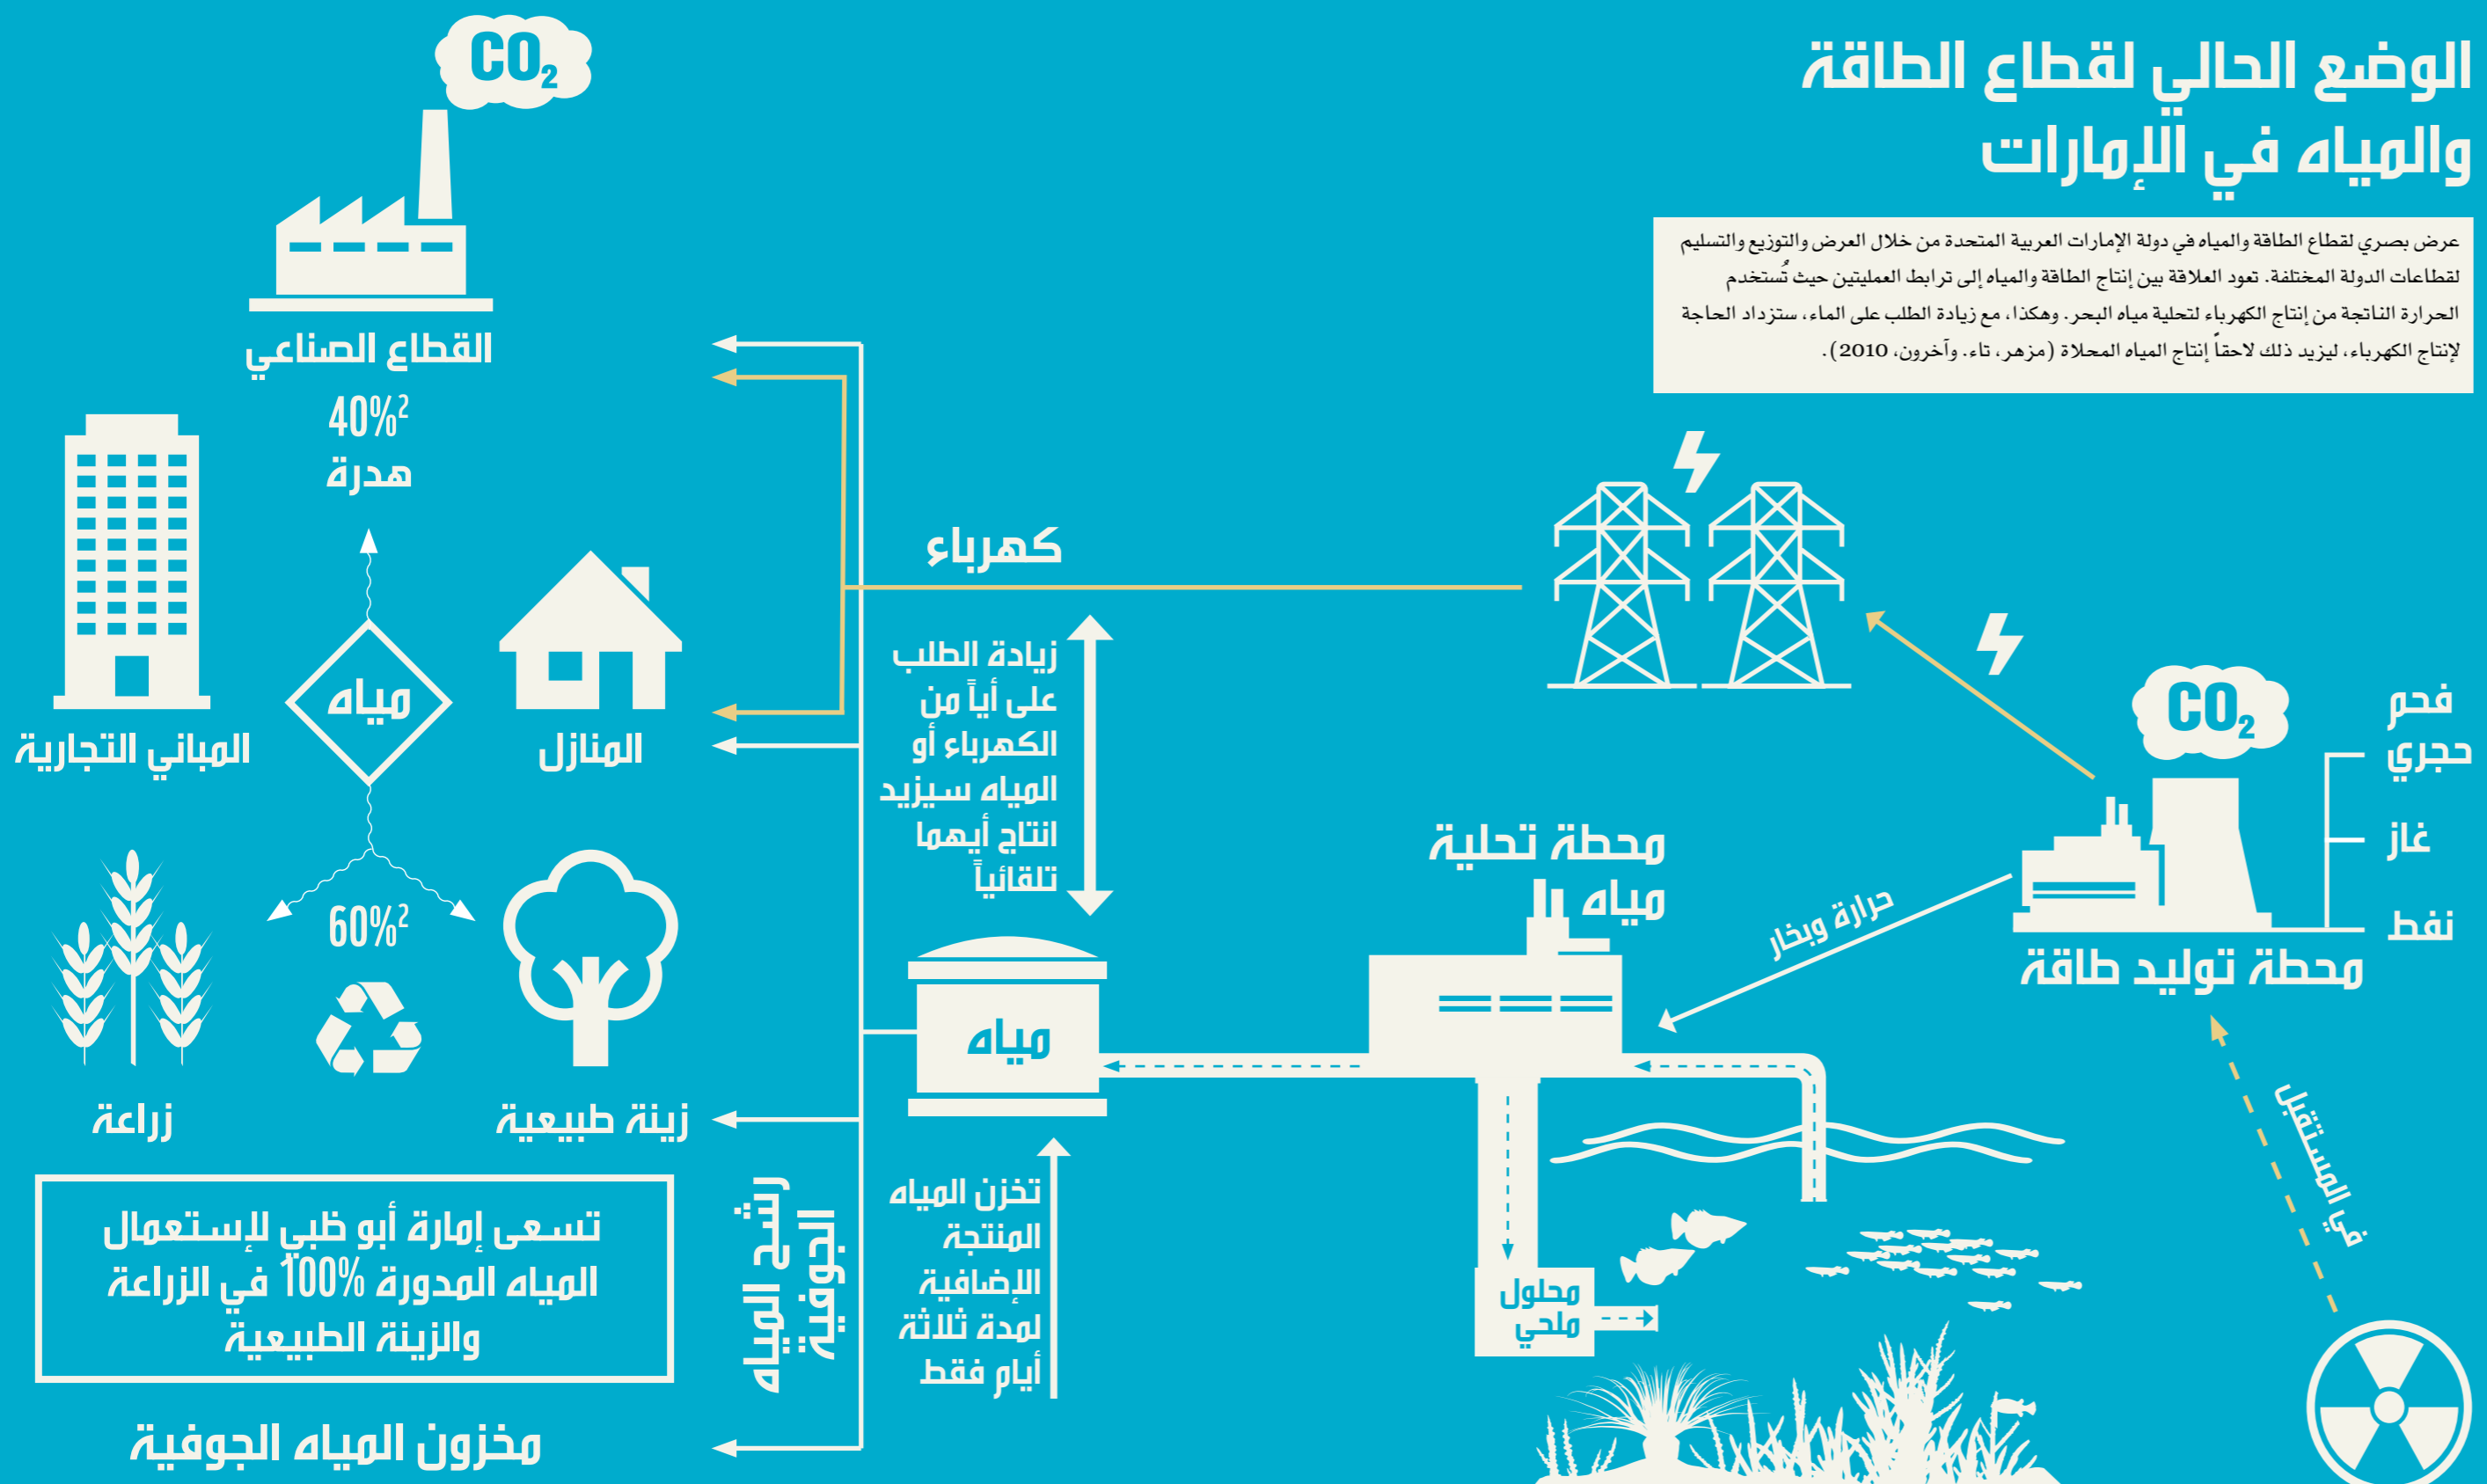 الوضع الحالي لقطاع الطاقة
والمياه في الإمارات
عرض بصري لقطاع الطاقة والمياه في دولة الإمارات العربية المتحدة من خلال العرض والتوزيع والتسليم
لقطاعات الدولة المختلفة. تعود العلاقة بين إنتاج الطاقة والمياه إلى ترابط العمليتين حيث تُستخدم
الحرارة الناتجة من إنتاج الكهرباء لتحلية مياه البحر. وهكذا، مع زيادة الطلب على الماء، ستزداد الحاجة
لإنتاج الكهرباء، ليزيد ذلك لاحقاً إنتاج المياه المحلاة (مزهر، تاء. وآخرون، 2010).
فحم
حجري
غاز
نفط
CO₂
محطة توليد طاقة
في المستقبل
حرارة وبخار
محطة تحلية
مياه
محلول
ملحي
كهرباء
زيادة الطلب
على أياً من
الكهرباء أو
المياه سيزيد
انتاج أيهما
تلقائياً
مياه
تخزن المياه
المنتجة
الإضافية
لمدة ثلاثة
أيام فقط
رشح المياه
الجوفية
CO₂
القطاع الصناعي
40%²
هدرة
المنازل
مياه
المباني التجارية
60%²
زينة طبيعية
زراعة
تسعى إمارة أبو ظبي للإستعمال
المياه المدورة 100% في الزراعة
والزينة الطبيعية
مخزون المياه الجوفية